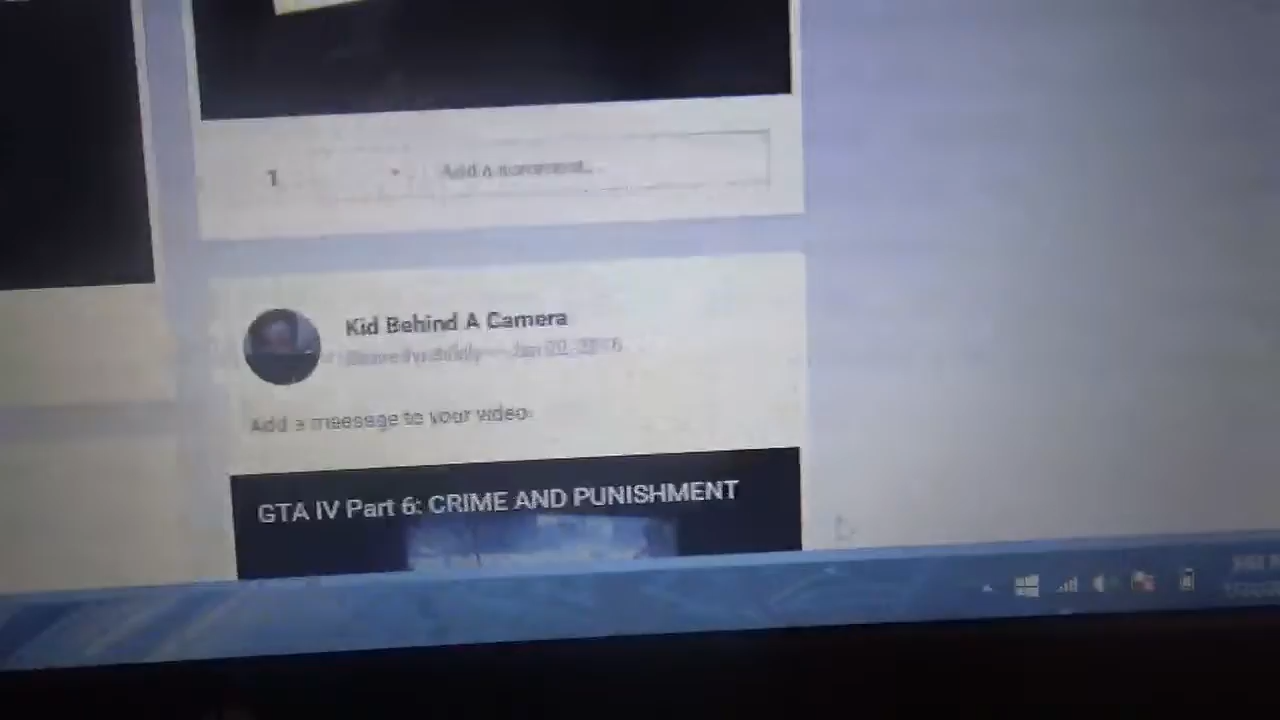 1
Add a comment...
Kid Behind A Camera
Add a message to your video.
GTA IV Part 6: CRIME AND PUNISHMENT